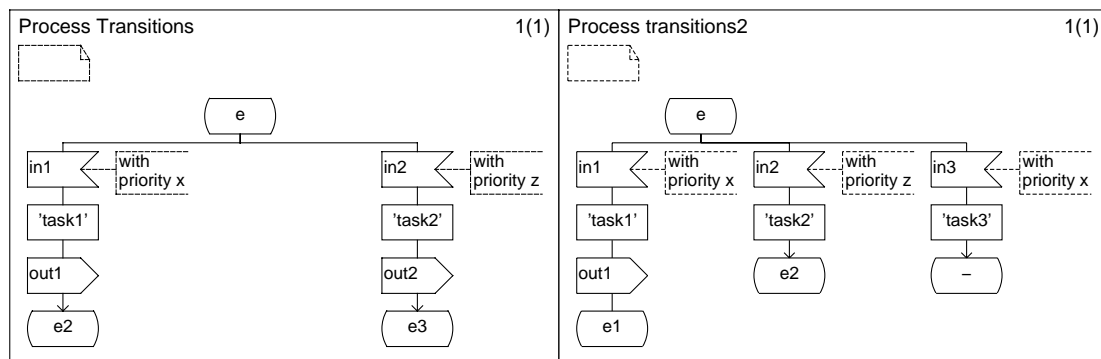 Process Transitions 1(1)
e
in1
with
priority x
in2
with
priority z
'task1'
'task2'
out1
out2
e2
e3
Process transitions2 1(1)
e
in1
with
priority x
in2
with
priority z
in3
with
priority x
'task1'
'task2'
'task3'
out1
e2
–
e1